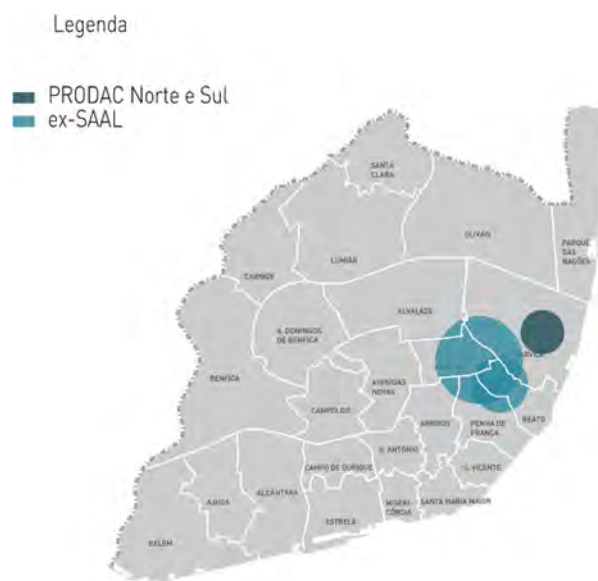 Legenda
PRODAC Norte e Sul
ex-SAAL
SANTA
CLARA
OLIVAIS
PARQUE
DAS
NAÇÕES
LUMIAR
CARNIDE
ALVALADE
S. DOMINGOS
DE BENFICA
BENFICA
AVENIDAS
NOVAS
CAMPOLIDE
ARROIOS
PENHA DE
FRANÇA
BEATO
S. ANTÓNIO
CAMPO DE OURIQUE
S. VICENTE
AJUDA
ALCÂNTARA
MISERI-
CÓRDIA
SANTA MARIA MAIOR
ESTRELA
BELÉM